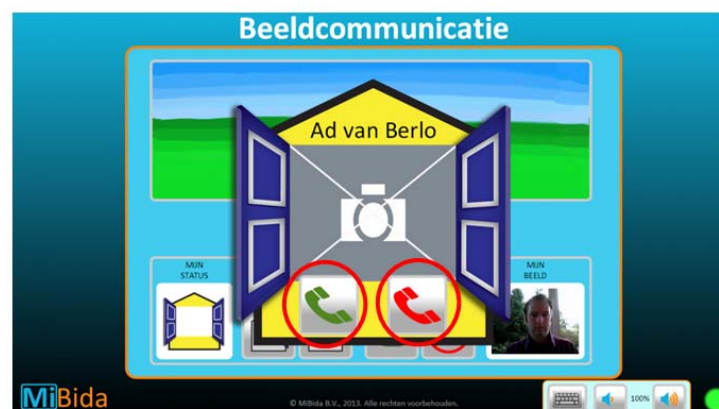 Beeldcommunicatie
Ad van Berlo
MIJN
STATUS
MIJN
BEELD
MiBida
© MiBida B.V., 2013. Alle rechten voorbehouden.
100%